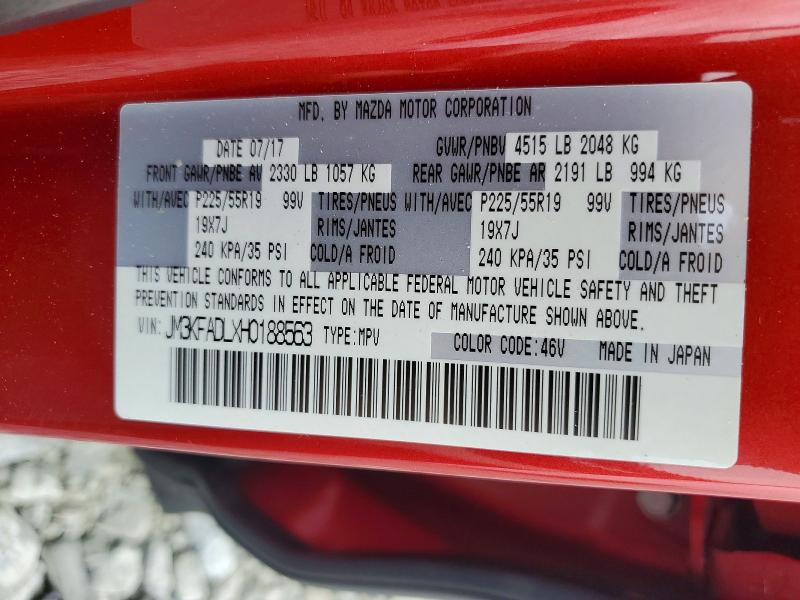 MFD. BY MAZDA MOTOR CORPORATION
DATE 07/17 GVWR/PNBV 4515 LB 2048 KG
FRONT GAWR/PNBE AV 2330 LB 1057 KG REAR GAWR/PNBE AR 2191 LB 994 KG
WITH/AVEC P225/55R19 99V TIRES/PNEUS WITH/AVEC P225/55R19 99V TIRES/PNEUS
19X7J RIMS/JANTES 19X7J RIMS/JANTES
240 KPA/35 PSI COLD/A FROID 240 KPA/35 PSI COLD/A FROID
THIS VEHICLE CONFORMS TO ALL APPLICABLE FEDERAL MOTOR VEHICLE SAFETY AND THEFT
PREVENTION STANDARDS IN EFFECT ON THE DATE OF MANUFACTURE SHOWN ABOVE.
VIN: JM3KFADLXH0188563 TYPE:MPV COLOR CODE:46V MADE IN JAPAN